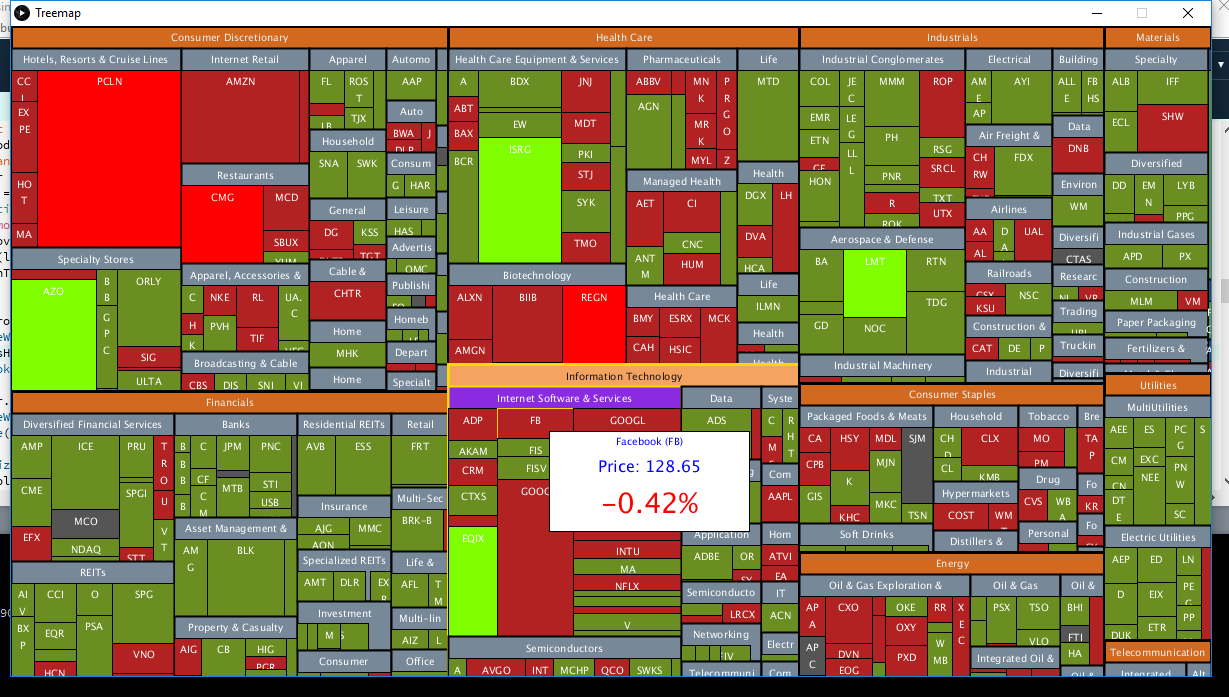 Treemap
Consumer Discretionary
Hotels, Resorts & Cruise Lines
PCLN
EX
PE
HO
T
MA
Internet Retail
AMZN
Restaurants
CMG
MCD
SBUX
Apparel
FL
ROS
T
TJX
Household
SNA
SWK
General
DG
KSS
TGT
Cable &
CHTR
Home
MHK
Home
Automo
AAP
Auto
BWA
J
Consum
G
HAR
Leisure
HAS
Advertis
OMC
Publishi
Homeb
Depart
Specialt
Specialty Stores
AZO
B
B
G
P
C
ORLY
SIG
ULTA
Apparel, Accessories &
C
H
K
NKE
PVH
RL
TIF
UA.
C
Broadcasting & Cable
CBS
DIS
SNI
VI
Health Care
Health Care Equipment & Services
A
ABT
BAX
BCR
BDX
EW
ISRG
JNJ
MDT
PKI
STJ
SYK
TMO
Biotechnology
ALXN
AMGN
BIIB
REGN
Pharmaceuticals
ABBV
AGN
MN
K
MR
K
MYL
P
R
G
O
Z
Managed Health
AET
ANT
M
CI
CNC
HUM
Health Care
BMY
ESRX
MCK
CAH
HSIC
Life
MTD
Health
DGX
DVA
HCA
LH
Life
ILMN
Health
Industrials
Industrial Conglomerates
COL
EMR
ETN
HON
JE
C
LE
G
LL
L
MMM
PH
PNR
R
ROK
ROP
RSG
SRCL
TXT
UTX
Aerospace & Defense
BA
GD
LMT
NOC
RTN
TDG
Industrial Machinery
Electrical
AM
E
AP
AYI
Air Freight &
CH
RW
FDX
Airlines
AA
AL
D
A
UAL
Railroads
CSX
KSU
NSC
Construction &
CAT
DE
P
Industrial
Building
ALL
E
FB
HS
Data
DNB
Environ
WM
Diversifi
CTAS
Researc
Trading
Truckin
Diversifi
Materials
Specialty
ALB
ECL
IFF
SHW
Diversified
DD
EM
N
LYB
PPG
Industrial Gases
APD
PX
Construction
MLM
VM
Paper Packaging
Fertilizers &
Information Technology
Internet Software & Services
ADP
AKAM
CRM
CTXS
EQIX
FB
FIS
FISV
GOOGL
INTU
MA
NFLX
V
Facebook (FB)
Price: 128.65
−0.42%
Semiconductors
A
AVGO
INT
MCHP
QCO
SWKS
Data
ADS
Application
ADBE
OR
Semiconducto
LRCX
Networking
FIV
Telecommuni
Syste
C
M
R
H
T
Com
AAPL
Hom
ATVI
EA
IT
ACN
Electr
Com
Financials
Diversified Financial Services
AMP
CME
EFX
ICE
MCO
NDAQ
PRU
SPGI
STT
T
R
O
U
V
T
Banks
B
B
B
C
CF
JPM
MTB
PNC
STI
USB
Asset Management &
AM
G
BLK
Property & Casualty
AIG
CB
HIG
PGR
REITs
AI
V
BX
P
CCI
EQR
HCN
O
PSA
SPG
VNO
Residential REITs
AVB
ESS
Insurance
AJG
AON
MMC
Specialized REITs
AMT
DLR
EX
R
Investment
M
S
Consumer
Retail
FRT
Multi-Sec
BRK-B
Life &
AFL
T
M
Multi-lin
AIZ
L
Office
Consumer Staples
Packaged Foods & Meats
CA
CPB
GIS
HSY
K
KHC
MDL
MJN
MKC
SJM
TSN
Soft Drinks
Household
CH
D
CL
CLX
KMB
Hypermarkets
COST
WM
Distillers &
Tobacco
MO
PM
Drug
CVS
WB
A
Personal
Bre
TA
P
Fo
KR
Fo
Energy
Oil & Gas Exploration &
AP
A
AP
C
CXO
DVN
EOG
OKE
OXY
PXD
RR
W
MB
X
E
C
Oil & Gas
PSX
TSO
VLO
Integrated Oil &
Oil &
BHI
FTI
HA
Utilities
MultiUtilities
AEE
CM
CN
DT
E
ES
EXC
NEE
PC
G
PN
W
SC
S
Electric Utilities
AEP
DUK
ED
EIX
ETR
LN
PE
G
PP
Telecommunication
Integrated
Alt